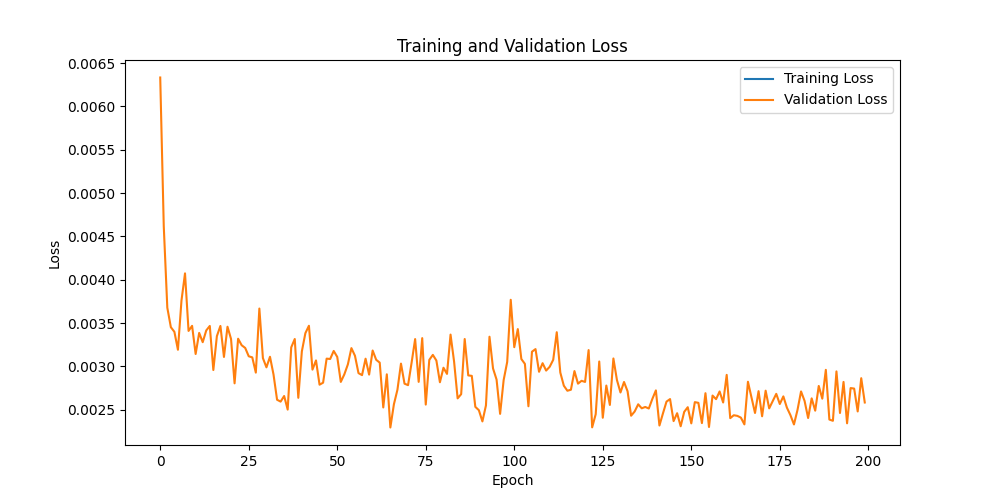 Training and Validation Loss
Training Loss
Validation Loss
Loss
0.0065
0.0060
0.0055
0.0050
0.0045
0.0040
0.0035
0.0030
0.0025
0 25 50 75 100 125 150 175 200
Epoch